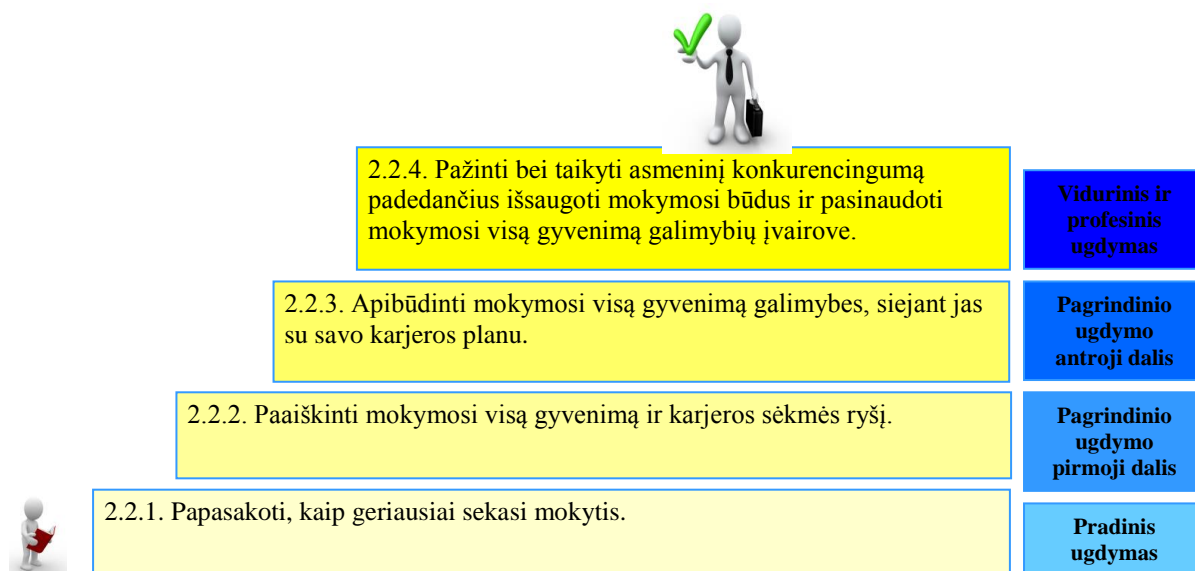 2.2.4. Pažinti bei taikyti asmeninį konkurencingumą
padedančius išsaugoti mokymosi būdus ir pasinaudoti
mokymosi visą gyvenimą galimybių įvairove.
Vidurinis ir
profesinis
ugdymas
2.2.3. Apibūdinti mokymosi visą gyvenimą galimybes, siejant jas
su savo karjeros planu.
Pagrindinio
ugdymo
antroji dalis
2.2.2. Paaiškinti mokymosi visą gyvenimą ir karjeros sėkmės ryšį.
Pagrindinio
ugdymo
pirmoji dalis
2.2.1. Papasakoti, kaip geriausiai sekasi mokytis.
Pradinis
ugdymas